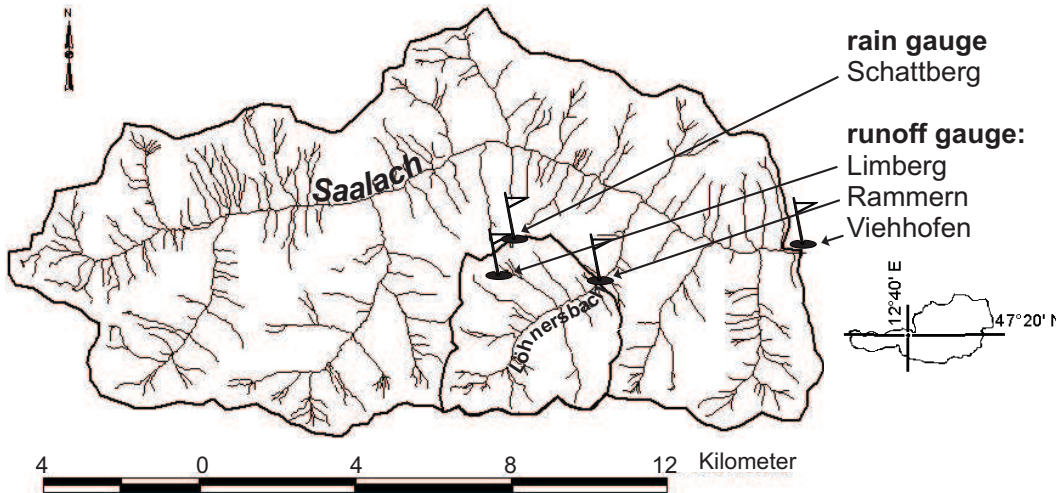 N
rain gauge
Schattberg
runoff gauge:
Limberg
Rammern
Viehhofen
Saalach
Löhnersbach
12°40' E
47°20' N
4 0 4 8 12 Kilometer